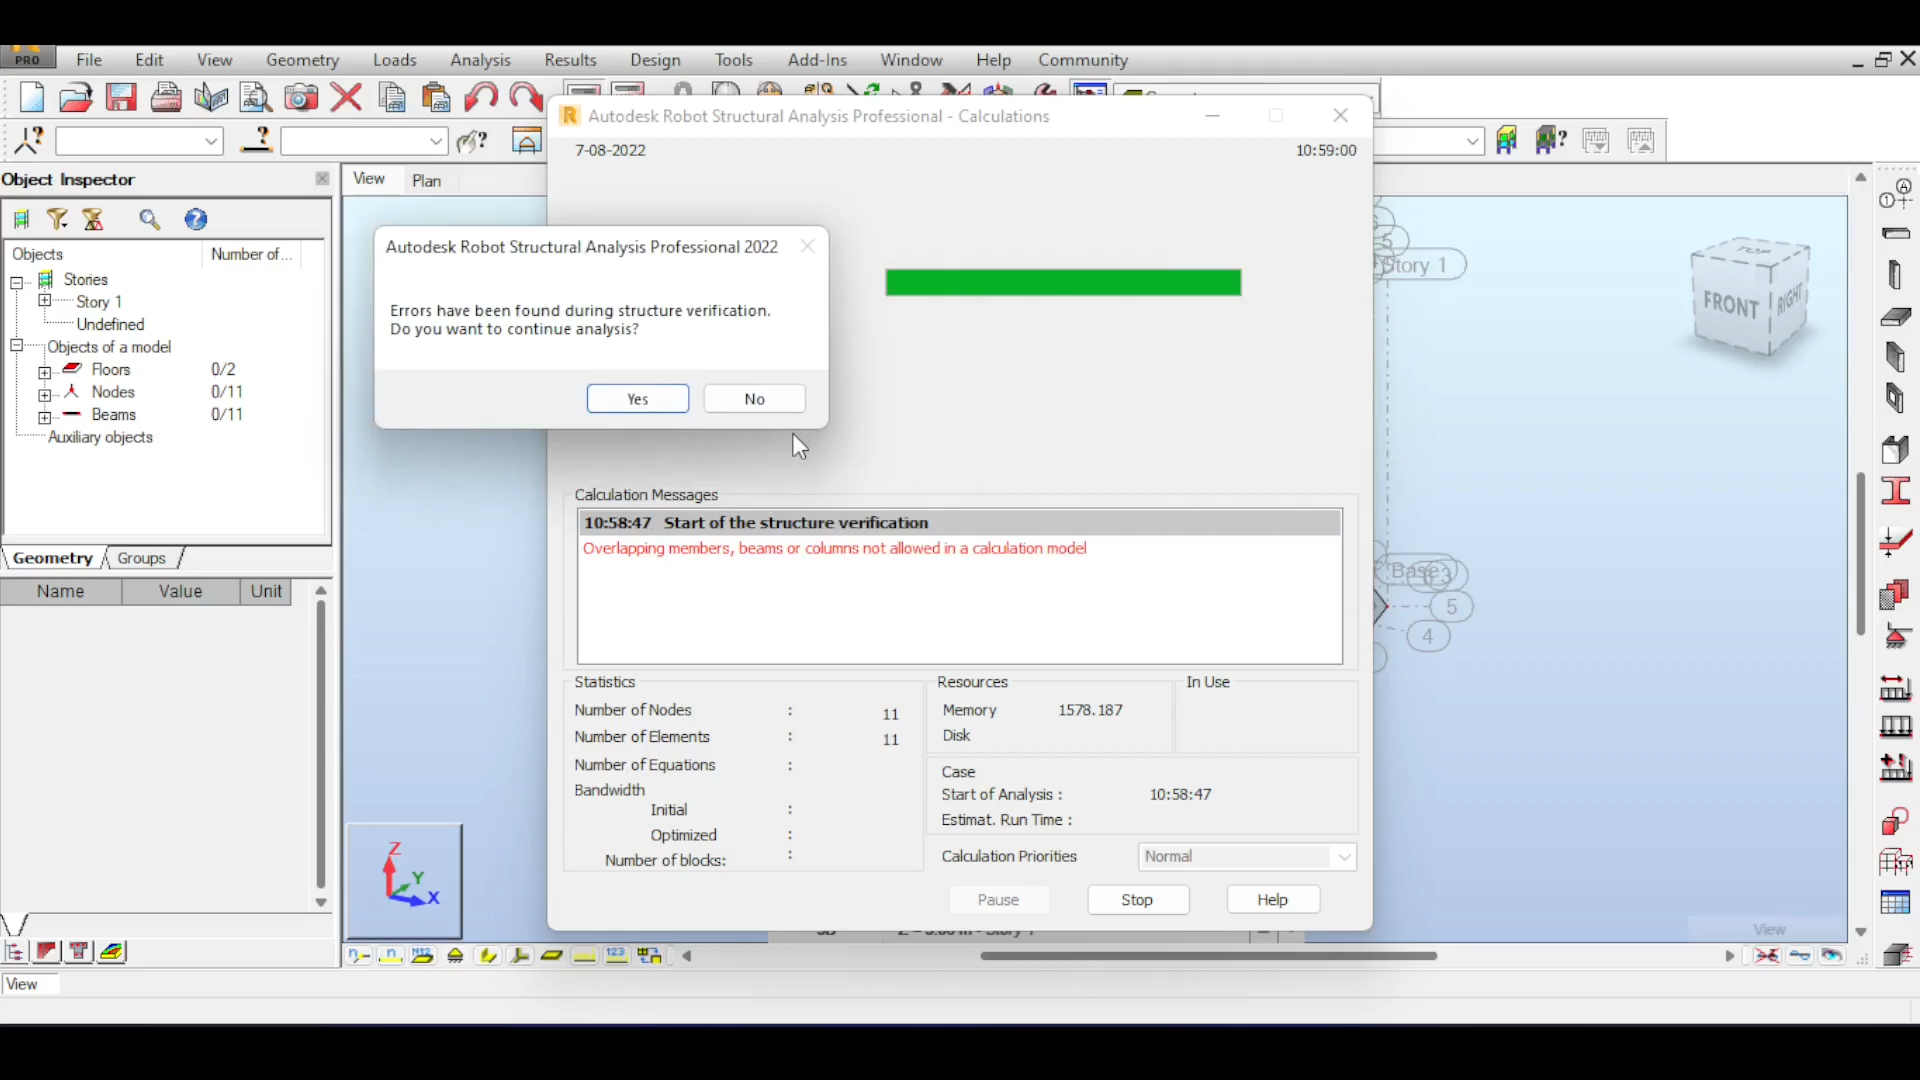 PRO
File Edit View Geometry Loads Analysis Results Design Tools Add-Ins Window Help Community
Autodesk Robot Structural Analysis Professional - Calculations
7-08-2022 10:59:00
Object Inspector
View Plan
Objects Number of...
Stories
Story 1
Undefined
Objects of a model
Floors 0/2
Nodes 0/11
Beams 0/11
Auxiliary objects
Geometry Groups
Name Value Unit
Autodesk Robot Structural Analysis Professional 2022
Errors have been found during structure verification.
Do you want to continue analysis?
Yes No
Calculation Messages
10:58:47 Start of the structure verification
Overlapping members, beams or columns not allowed in a calculation model
Statistics
Number of Nodes : 11
Number of Elements : 11
Number of Equations :
Bandwidth
Initial :
Optimized :
Number of blocks: :
Resources
Memory 1578.187
Disk
In Use
Case
Start of Analysis : 10:58:47
Estimat. Run Time :
Calculation Priorities Normal
Pause Stop Help
Story 1
Base
3
5
4
TOP
FRONT RIGHT
Z
Y
X
View
View